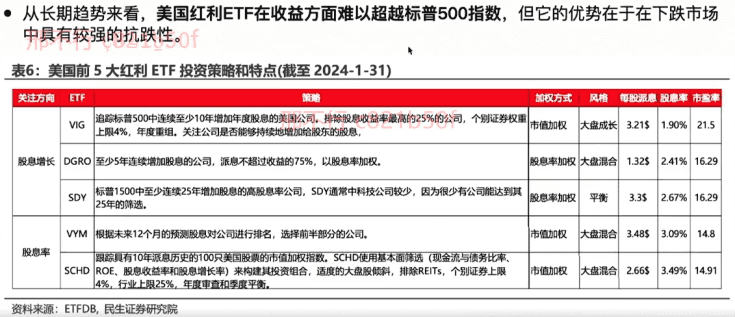 • 从长期趋势来看，美国红利ETF在收益方面难以超越标普500指数，但它的优势在于在下跌市
场中具有较强的抗跌性。
表6：美国前 5 大红利 ETF 投资策略和特点(截至 2024-1-31)
关注方向 ETF 策略 加权方式 风格 每股派息 股息率 市盈率
股息增长
VIG 追踪标普500中连续至少10年增加年度股息的美国公司。排除股息收益率最高的25%的公司，个别证券权重
上限4%，年度重组。关注公司是否能够持续地增加给股东的股息， 市值加权 大盘成长 3.21$ 1.90% 21.5
DGRO 至少5年连续增加股息的公司，派息不超过收益的75%，以股息率加权。 股息率加权 大盘混合 1.32$ 2.41% 16.29
SDY 标普1500中至少连续25年增加股息的高股息率公司，SDY通常中科技公司较少，因为很少有公司能达到其
25年的筛选。 股息率加权 平衡 3.3$ 2.67% 16.29
股息率
VYM 根据未来12个月的预测股息对公司进行排名，选择前半部分的公司。 市值加权 大盘混合 3.48$ 3.09% 14.8
SCHD 跟踪具有10年派息历史的100只美国股票的市值加权指数。SCHD使用基本面筛选（现金流与债务比率、
ROE、股息收益率和股息增长率）来构建其投资组合，适度的大盘股倾斜，排除REITs，个别证券上限
4%，行业上限25%，年度审查和季度平衡。 市值加权 大盘混合 2.66$ 3.49% 14.91
资料来源：ETFDB, 民生证券研究院